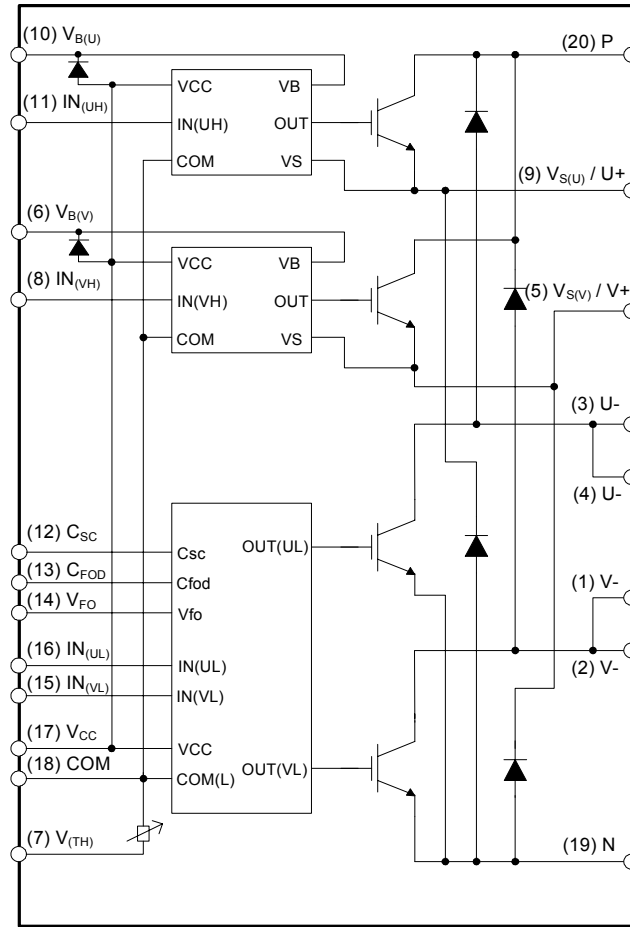 (10) VB(U)
(20) P
VCC
VB
(11) IN(UH)
IN(UH)
OUT
COM
VS
(9) VS(U) / U+
(6) VB(V)
VCC
VB
(8) IN(VH)
IN(VH)
OUT
(5) VS(V) / V+
COM
VS
(3) U-
(4) U-
(12) CSC
Csc
OUT(UL)
(13) CFOD
Cfod
(14) VFO
Vfo
(1) V-
(16) IN(UL)
IN(UL)
(2) V-
(15) IN(VL)
IN(VL)
(17) VCC
VCC
(18) COM
COM(L)
OUT(VL)
(7) V(TH)
(19) N